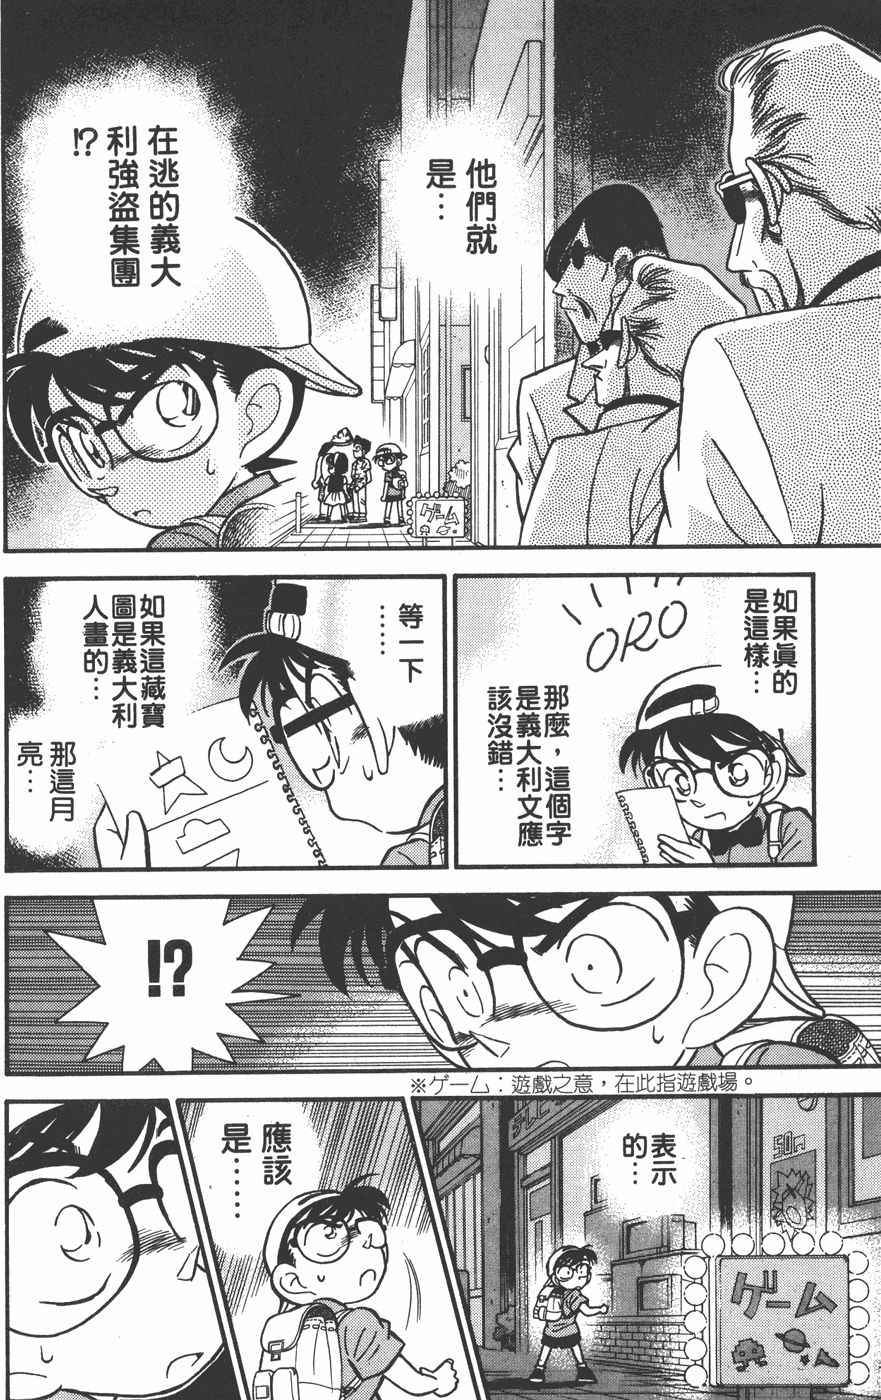 他們就
是…
在逃的義大
利強盜集團
!?
ゲーム
如果真的
是這樣…
ORO
那麼，這個字
是義大利文應
該沒錯…
等一下
……
如果這藏寶
圖是義大利
人畫的…
那這月
亮…
!?
※ゲーム：遊戲之意，在此指遊戲場。
表示
的…
50円
ゲーム
應該
是……